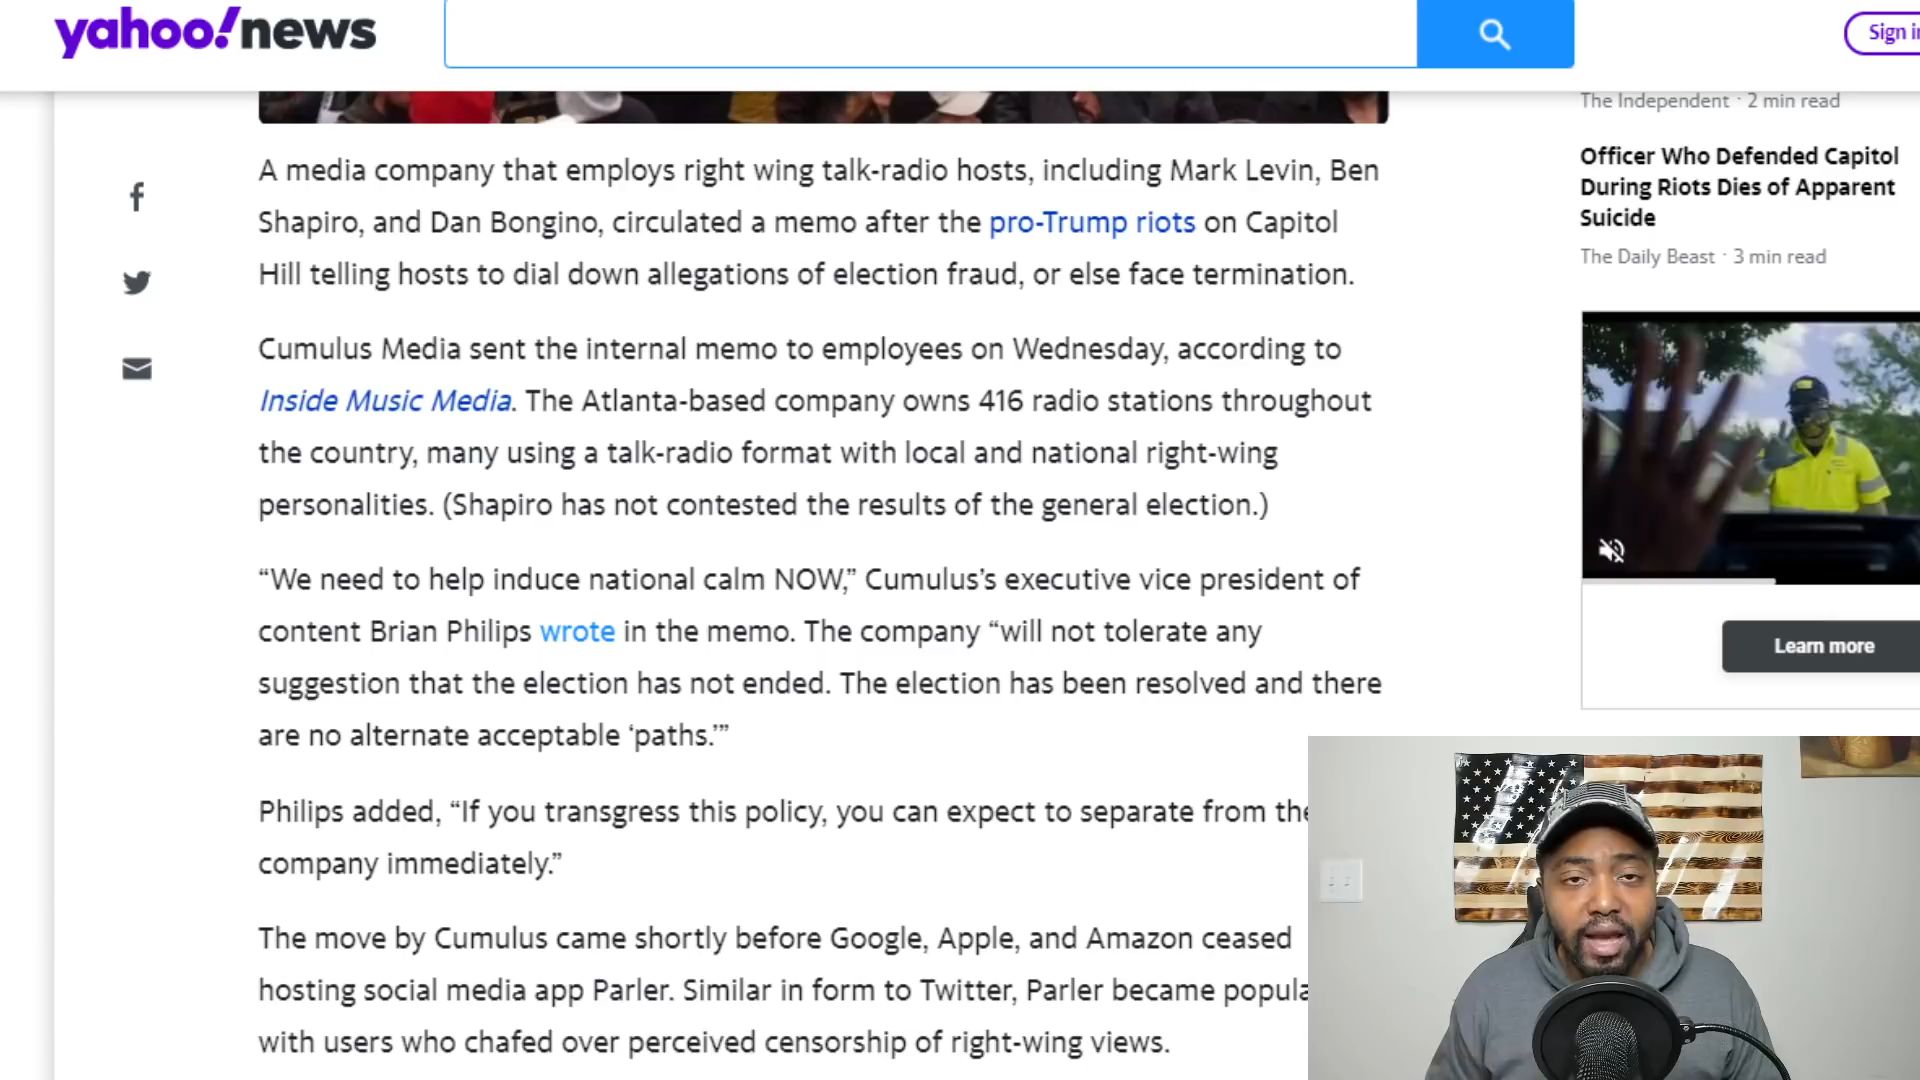 yahoo!news
Sign i
The Independent · 2 min read
Officer Who Defended Capitol
During Riots Dies of Apparent
Suicide
The Daily Beast · 3 min read
Learn more
A media company that employs right wing talk-radio hosts, including Mark Levin, Ben
Shapiro, and Dan Bongino, circulated a memo after the pro-Trump riots on Capitol
Hill telling hosts to dial down allegations of election fraud, or else face termination.
Cumulus Media sent the internal memo to employees on Wednesday, according to
Inside Music Media. The Atlanta-based company owns 416 radio stations throughout
the country, many using a talk-radio format with local and national right-wing
personalities. (Shapiro has not contested the results of the general election.)
“We need to help induce national calm NOW,” Cumulus’s executive vice president of
content Brian Philips wrote in the memo. The company “will not tolerate any
suggestion that the election has not ended. The election has been resolved and there
are no alternate acceptable ‘paths.’”
Philips added, “If you transgress this policy, you can expect to separate from the
company immediately.”
The move by Cumulus came shortly before Google, Apple, and Amazon ceased
hosting social media app Parler. Similar in form to Twitter, Parler became popula
with users who chafed over perceived censorship of right-wing views.